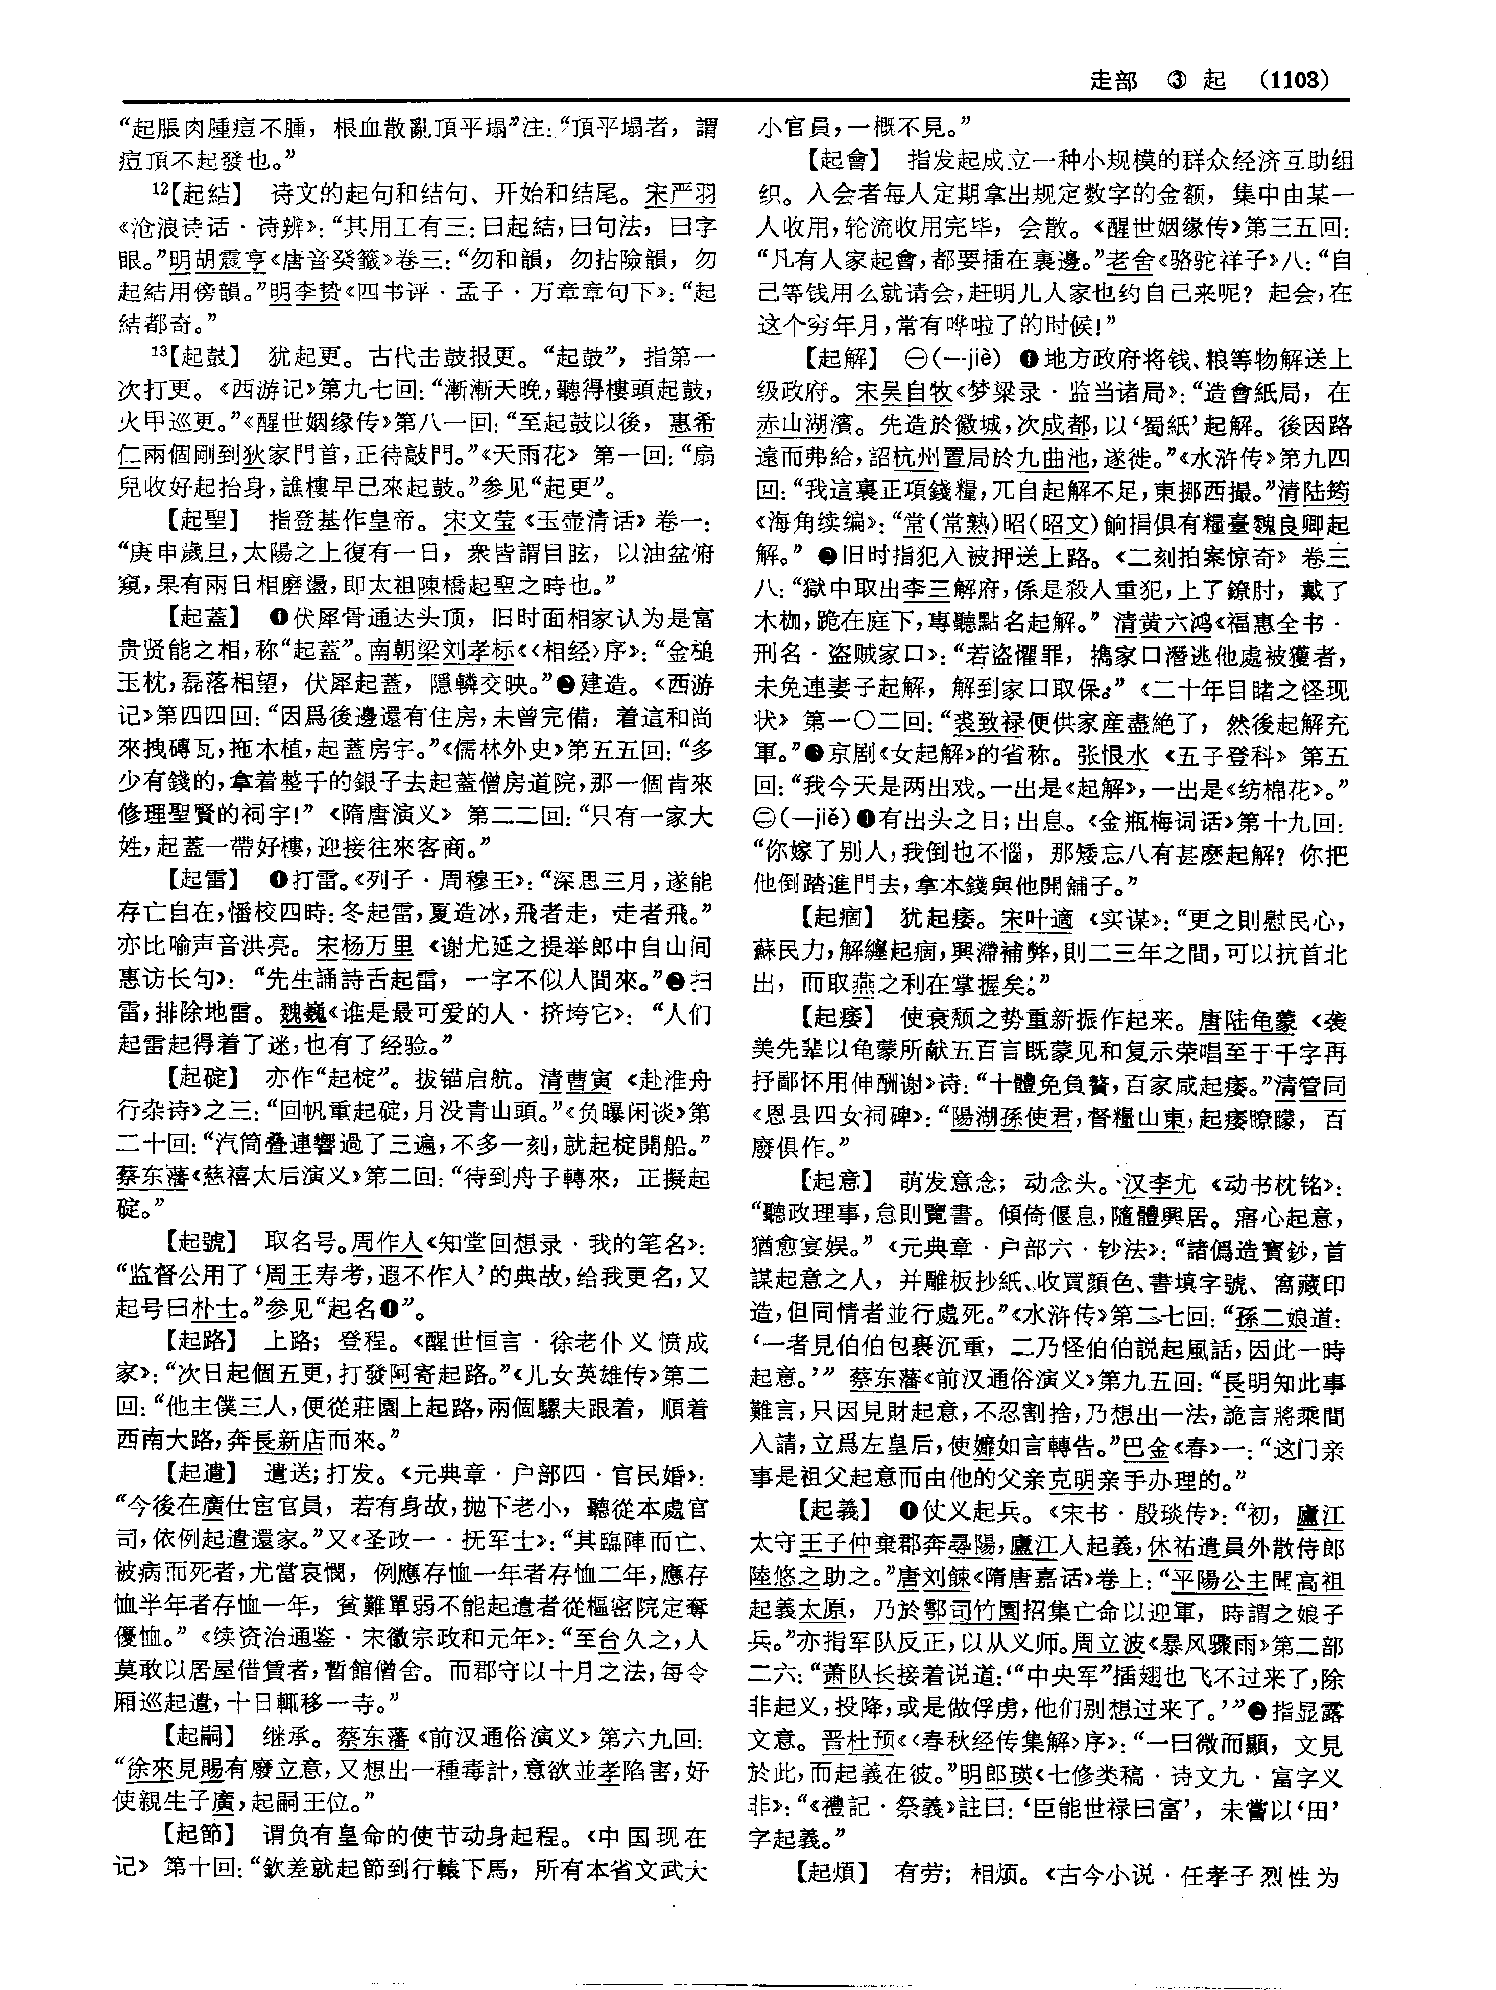 走部 ③ 起 （1103）
“起脹肉腫痘不腫，根血散亂頂平塌”注：“頂平塌者，謂
痘頂不起發也。”
12【起結】 诗文的起句和结句、开始和结尾。宋严羽
《沧浪诗话·诗辨》：“其用工有三：曰起結，曰句法，曰字
眼。”明胡震亨《唐音癸籤》卷三：“勿和韻，勿拈險韻，勿
起結用傍韻。”明李贽《四书评·孟子·万章章句下》：“起
結都奇。”
13【起鼓】 犹起更。古代击鼓报更。“起鼓”，指第一
次打更。《西游记》第九七回：“漸漸天晚，聽得樓頭起鼓，
火甲巡更。”《醒世姻缘传》第八一回：“至起鼓以後，惠希
仁兩個剛到狄家門首，正待敲門。”《天雨花》第一回：“扇
兒收好起抬身，譙樓早已來起鼓。”参见“起更”。
【起聖】 指登基作皇帝。宋文莹《玉壶清话》卷一：
“庚申歲旦，太陽之上復有一日，衆皆謂目眩，以油盆俯
窺，果有兩日相磨盪，即太祖陳橋起聖之時也。”
【起蓋】 ❶伏犀骨通达头顶，旧时面相家认为是富
贵贤能之相，称“起蓋”。南朝梁刘孝标《〈相经〉序》：“金槌
玉枕，磊落相望，伏犀起蓋，隱轔交映。”❷建造。《西游
记》第四四回：“因爲後邊還有住房，未曾完備，着這和尚
來拽磚瓦，拖木植，起蓋房宇。”《儒林外史》第五五回：“多
少有錢的，拿着整千的銀子去起蓋僧房道院，那一個肯來
修理聖賢的祠宇！”《隋唐演义》第二二回：“只有一家大
姓，起蓋一帶好樓，迎接往來客商。”
【起雷】 ❶打雷。《列子·周穆王》：“深思三月，遂能
存亡自在，憣校四時：冬起雷，夏造冰，飛者走，走者飛。”
亦比喻声音洪亮。宋杨万里《谢尤延之提举郎中自山间
惠访长句》：“先生誦詩舌起雷，一字不似人間來。”❷扫
雷，排除地雷。魏巍《谁是最可爱的人·挤垮它》：“人们
起雷起得着了迷，也有了经验。”
【起碇】 亦作“起椗”。拔锚启航。清曹寅《赴淮舟
行杂诗》之三：“回帆重起碇，月没青山頭。”《负曝闲谈》第
二十回：“汽筒叠連響過了三遍，不多一刻，就起椗開船。”
蔡东藩《慈禧太后演义》第二回：“待到舟子轉來，正擬起
碇。”
【起號】 取名号。周作人《知堂回想录·我的笔名》：
“监督公用了‘周王寿考，遐不作人’的典故，给我更名，又
起号曰朴士。”参见“起名❶”。
【起路】 上路；登程。《醒世恒言·徐老仆义愤成
家》：“次日起個五更，打發阿寄起路。”《儿女英雄传》第二
回：“他主僕三人，便從莊園上起路，兩個騾夫跟着，順着
西南大路，奔長新店而來。”
【起遣】 遣送；打发。《元典章·户部四·官民婚》：
“今後在廣仕宦官員，若有身故，抛下老小，聽從本處官
司，依例起遣還家。”又《圣政一·抚军士》：“其臨陣而亡、
被病而死者，尤當哀憫，例應存恤一年者存恤二年，應存
恤半年者存恤一年，貧難單弱不能起遣者從樞密院定奪
優恤。”《续资治通鉴·宋徽宗政和元年》：“至台久之，人
莫敢以居屋借賃者，暫館僧舍。而郡守以十月之法，每令
厢巡起遣，十日輒移一寺。”
【起嗣】 继承。蔡东藩《前汉通俗演义》第六九回：
“徐來見賜有廢立意，又想出一種毒計，意欲並孝陷害，好
使親生子廣，起嗣王位。”
【起節】 谓负有皇命的使节动身起程。《中国现在
记》第十回：“欽差就起節到行轅下馬，所有本省文武大
小官員，一概不見。”
【起會】 指发起成立一种小规模的群众经济互助组
织。入会者每人定期拿出规定数字的金额，集中由某一
人收用，轮流收用完毕，会散。《醒世姻缘传》第三五回：
“凡有人家起會，都要插在裏邊。”老舍《骆驼祥子》八：“自
己等钱用么就请会，赶明儿人家也约自己来呢？起会，在
这个穷年月，常有哗啦了的时候！”
【起解】 ㊀（—jiè）❶地方政府将钱、粮等物解送上
级政府。宋吴自牧《梦粱录·监当诸局》：“造會紙局，在
赤山湖濱。先造於徽城，次成都，以‘蜀紙’起解。後因路
遠而弗給，詔杭州置局於九曲池，遂徙。”《水浒传》第九四
回：“我這裏正項錢糧，兀自起解不足，東挪西撮。”清陆筠
《海角续编》：“常（常熟）昭（昭文）餉捐俱有糧臺魏良卿起
解。”❷旧时指犯人被押送上路。《二刻拍案惊奇》卷三
八：“獄中取出李三解府，係是殺人重犯，上了鐐肘，戴了
木枷，跪在庭下，專聽點名起解。”清黄六鸿《福惠全书·
刑名·盗贼家口》：“若盗懼罪，擕家口潛逃他處被獲者，
未免連妻子起解，解到家口取保。”《二十年目睹之怪现
状》第一〇二回：“裘致禄便供家産盡絶了，然後起解充
軍。”❸京剧《女起解》的省称。张恨水《五子登科》第五
回：“我今天是两出戏。一出是《起解》，一出是《纺棉花》。”
㊁（—jiě）❶有出头之日；出息。《金瓶梅词话》第十九回：
“你嫁了别人，我倒也不惱，那矮忘八有甚麽起解？你把
他倒踏進門去，拿本錢與他開舖子。”
【起痼】 犹起痿。宋叶適《实谋》：“更之則慰民心，
蘇民力，解纏起痼，興滯補弊，則二三年之間，可以抗首北
出，而取燕之利在掌握矣。”
【起痿】 使衰颓之势重新振作起来。唐陆龟蒙《袭
美先辈以龟蒙所献五百言既蒙见和复示荣唱至于千字再
抒鄙怀用伸酬谢》诗：“十體免負贅，百家咸起痿。”清管同
《恩县四女祠碑》：“陽湖孫使君，督糧山東，起痿瞭矇，百
廢俱作。”
【起意】 萌发意念；动念头。汉李尤《动书枕铭》：
“聽政理事，怠則覽書。傾倚偃息，隨體興居。寤心起意，
猶愈宴娱。”《元典章·户部六·钞法》：“諸僞造寳鈔，首
謀起意之人，并雕板抄紙、收買顔色、書填字號、窩藏印
造，但同情者並行處死。”《水浒传》第二七回：“孫二娘道：
‘一者見伯伯包裹沉重，二乃怪伯伯説起風話，因此一時
起意。’”蔡东藩《前汉通俗演义》第九五回：“長明知此事
難言，只因見財起意，不忍割捨，乃想出一法，詭言將乘間
入請，立爲左皇后，使嬺如言轉告。”巴金《春》一：“这门亲
事是祖父起意而由他的父亲克明亲手办理的。”
【起義】 ❶仗义起兵。《宋书·殷琰传》：“初，廬江
太守王子仲棄郡奔尋陽，廬江人起義，休祐遣員外散侍郎
陸悠之助之。”唐刘餗《隋唐嘉话》卷上：“平陽公主聞高祖
起義太原，乃於鄠司竹園招集亡命以迎軍，時謂之娘子
兵。”亦指军队反正，以从义师。周立波《暴风骤雨》第二部
二六：“萧队长接着说道：‘“中央军”插翅也飞不过来了，除
非起义，投降，或是做俘虏，他们别想过来了。’”❷指显露
文意。晋杜预《〈春秋经传集解〉序》：“一曰微而顯，文見
於此，而起義在彼。”明郎瑛《七修类稿·诗文九·富字义
非》：“《禮記·祭義》註曰：‘臣能世禄曰富’，未嘗以‘田’
字起義。”
【起煩】 有劳；相烦。《古今小说·任孝子烈性为